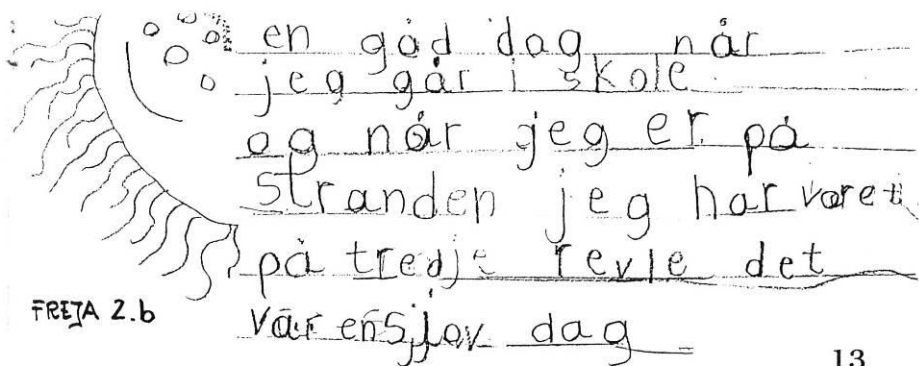 en god dag når
jeg går i skole
og når jeg er på
Stranden jeg har varet
på tredje revle det
var en sjov dag
FREJA 2.b
13